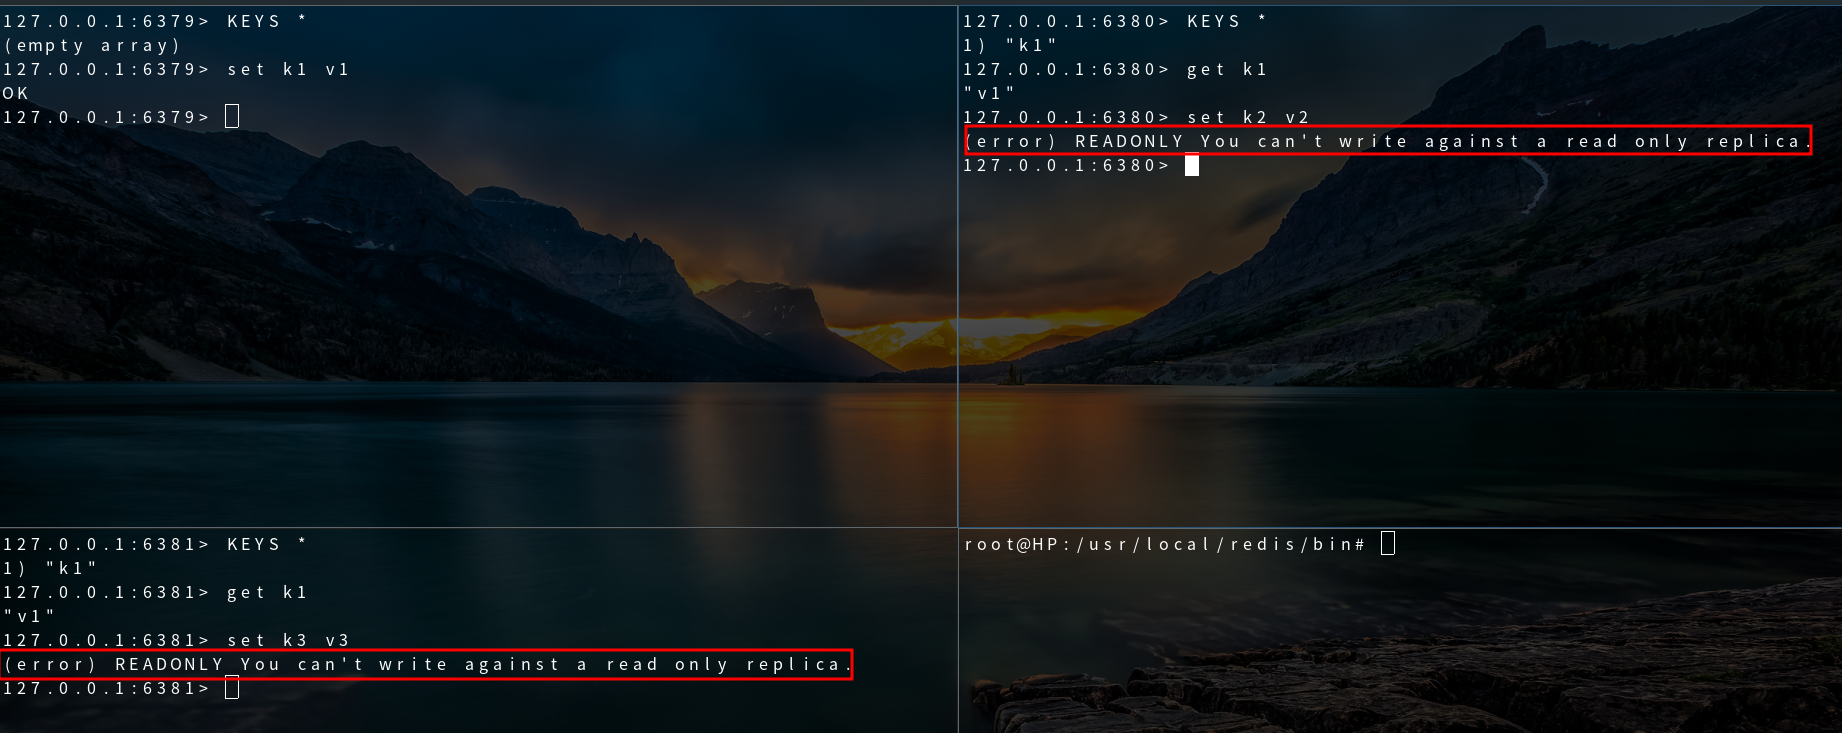 127.0.0.1:6379> KEYS *
(empty array)
127.0.0.1:6379> set k1 v1
OK
127.0.0.1:6379>
127.0.0.1:6380> KEYS *
1) "k1"
127.0.0.1:6380> get k1
"v1"
127.0.0.1:6380> set k2 v2
(error) READONLY You can't write against a read only replica.
127.0.0.1:6380>
127.0.0.1:6381> KEYS *
1) "k1"
127.0.0.1:6381> get k1
"v1"
127.0.0.1:6381> set k3 v3
(error) READONLY You can't write against a read only replica.
127.0.0.1:6381>
root@HP:/usr/local/redis/bin#